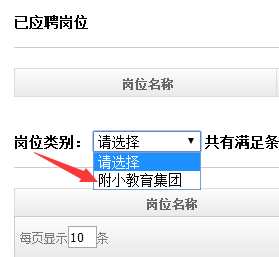 已应聘岗位
岗位名称
岗位类别： 请选择 共有满足条
请选择
附小教育集团
岗位名称
每页显示 10 条